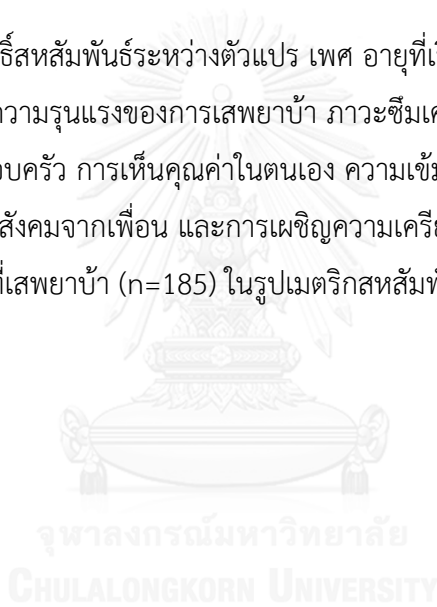 ธิ์สหสัมพันธ์ระหว่างตัวแปร เพศ อายุที่เ
ความรุนแรงของการเสพยาบ้า ภาวะซึมเศ
อบครัว การเห็นคุณค่าในตนเอง ความเข้ม
สังคมจากเพื่อน และการเผชิญความเครีย
ที่เสพยาบ้า (n=185) ในรูปเมตริกสหสัมพั
จุฬาลงกรณ์มหาวิทยาลัย
CHULALONGKORN UNIVERSITY